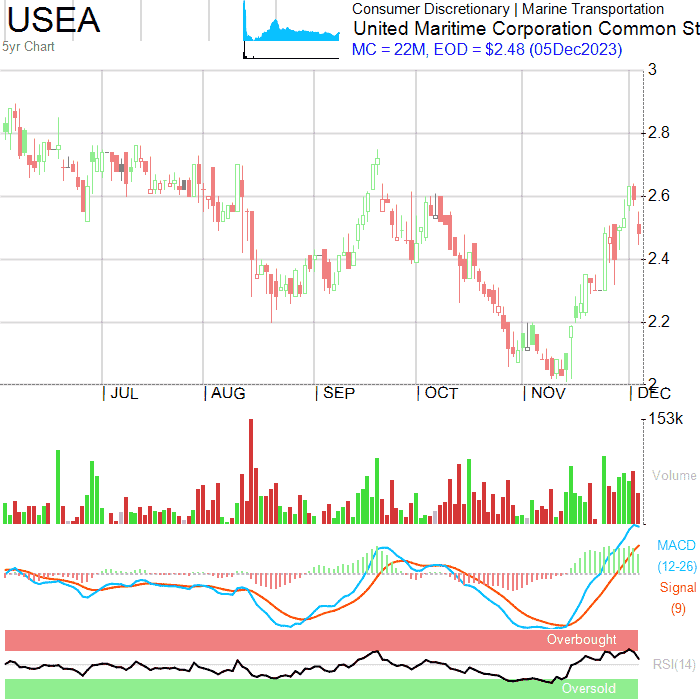 USEA
5yr Chart
Consumer Discretionary | Marine Transportation
United Maritime Corporation Common St
MC = 22M, EOD = $2.48 (05Dec2023)
3
2.8
2.6
2.4
2.2
2
| JUL | AUG | SEP | OCT | NOV | DEC
153k
Volume
MACD
(12-26)
Signal
(9)
Overbought
RSI(14)
Oversold